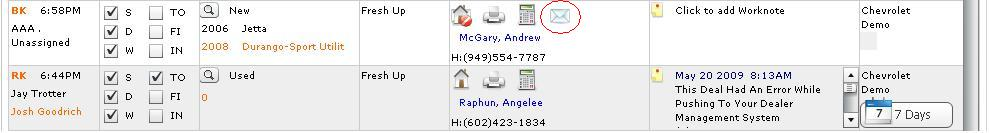 BK 6:58PM
AAA .
Unassigned
S TO
D FI
W IN
New
2006 Jetta
2008 Durango-Sport Utilit
Fresh Up
McGary, Andrew
H:(949)554-7787
Click to add Worknote
Chevrolet
Demo
RK 6:44PM
Jay Trotter
Josh Goodrich
S TO
D FI
W IN
Used
0
Fresh Up
Raphun, Angelee
H:(602)423-1834
May 20 2009 8:13AM
This Deal Had An Error While
Pushing To Your Dealer
Management System
Chevrolet
Demo
7 7 Days